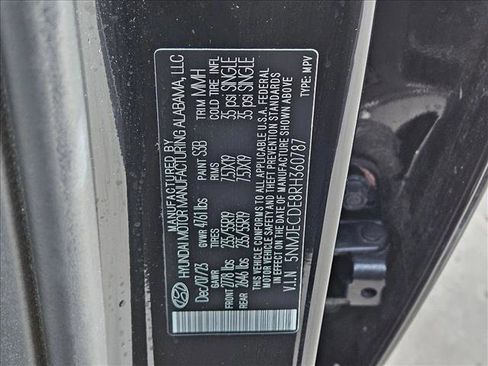 MANUFACTURED BY
HYUNDAI MOTOR MANUFACTURING ALABAMA, LLC
Dec/07/23 GVWR 4761 lbs PAINT S3B TRIM MMH
GAWR TIRES RIMS COLD TIRE INFL
FRONT 2778 lbs 235/55R19 7.5JX19 35 psi SINGLE
REAR 2646 lbs 235/55R19 7.5JX19 35 psi SINGLE
THIS VEHICLE CONFORMS TO ALL APPLICABLE U.S.A. FEDERAL
MOTOR VEHICLE SAFETY AND THEFT PREVENTION STANDARDS
IN EFFECT ON THE DATE OF MANUFACTURE SHOWN ABOVE.
V.I.N 5NMJECDE8RH360787 TYPE: MPV